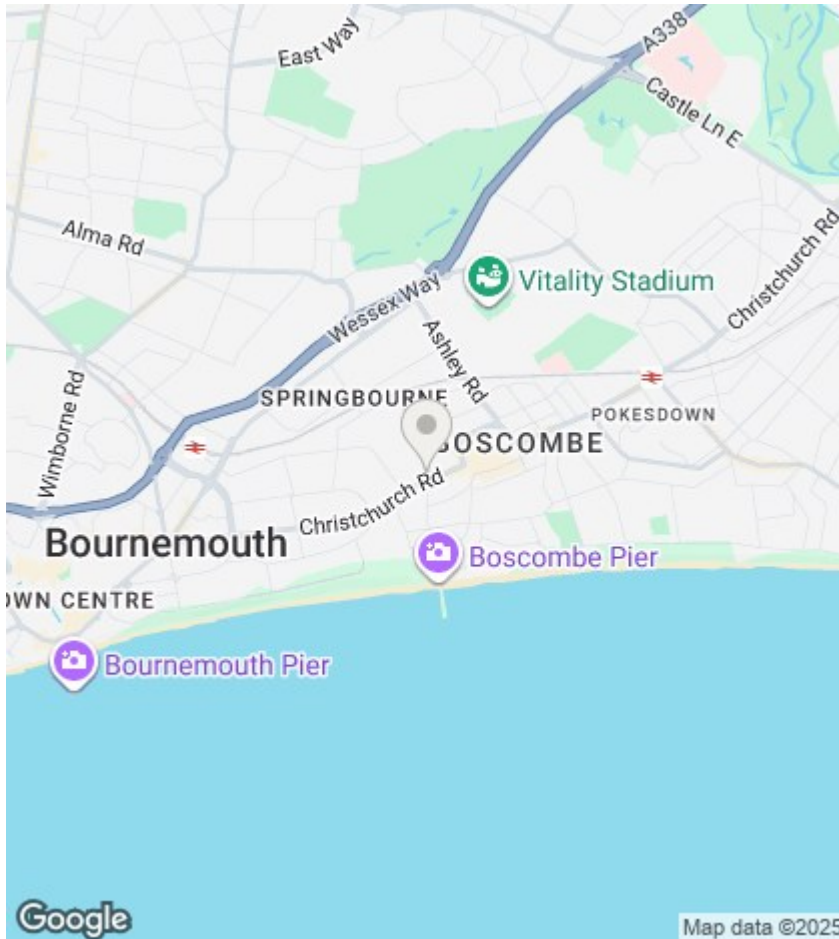 East Way
A338
Castle Ln E
Alma Rd
Christchurch Rd
Vitality Stadium
Wessex Way
Ashley Rd
Wimborne Rd
SPRINGBOURNE
POKESDOWN
BOSCOMBE
Christchurch Rd
Bournemouth
Boscombe Pier
OWN CENTRE
Bournemouth Pier
Google
Map data ©2025